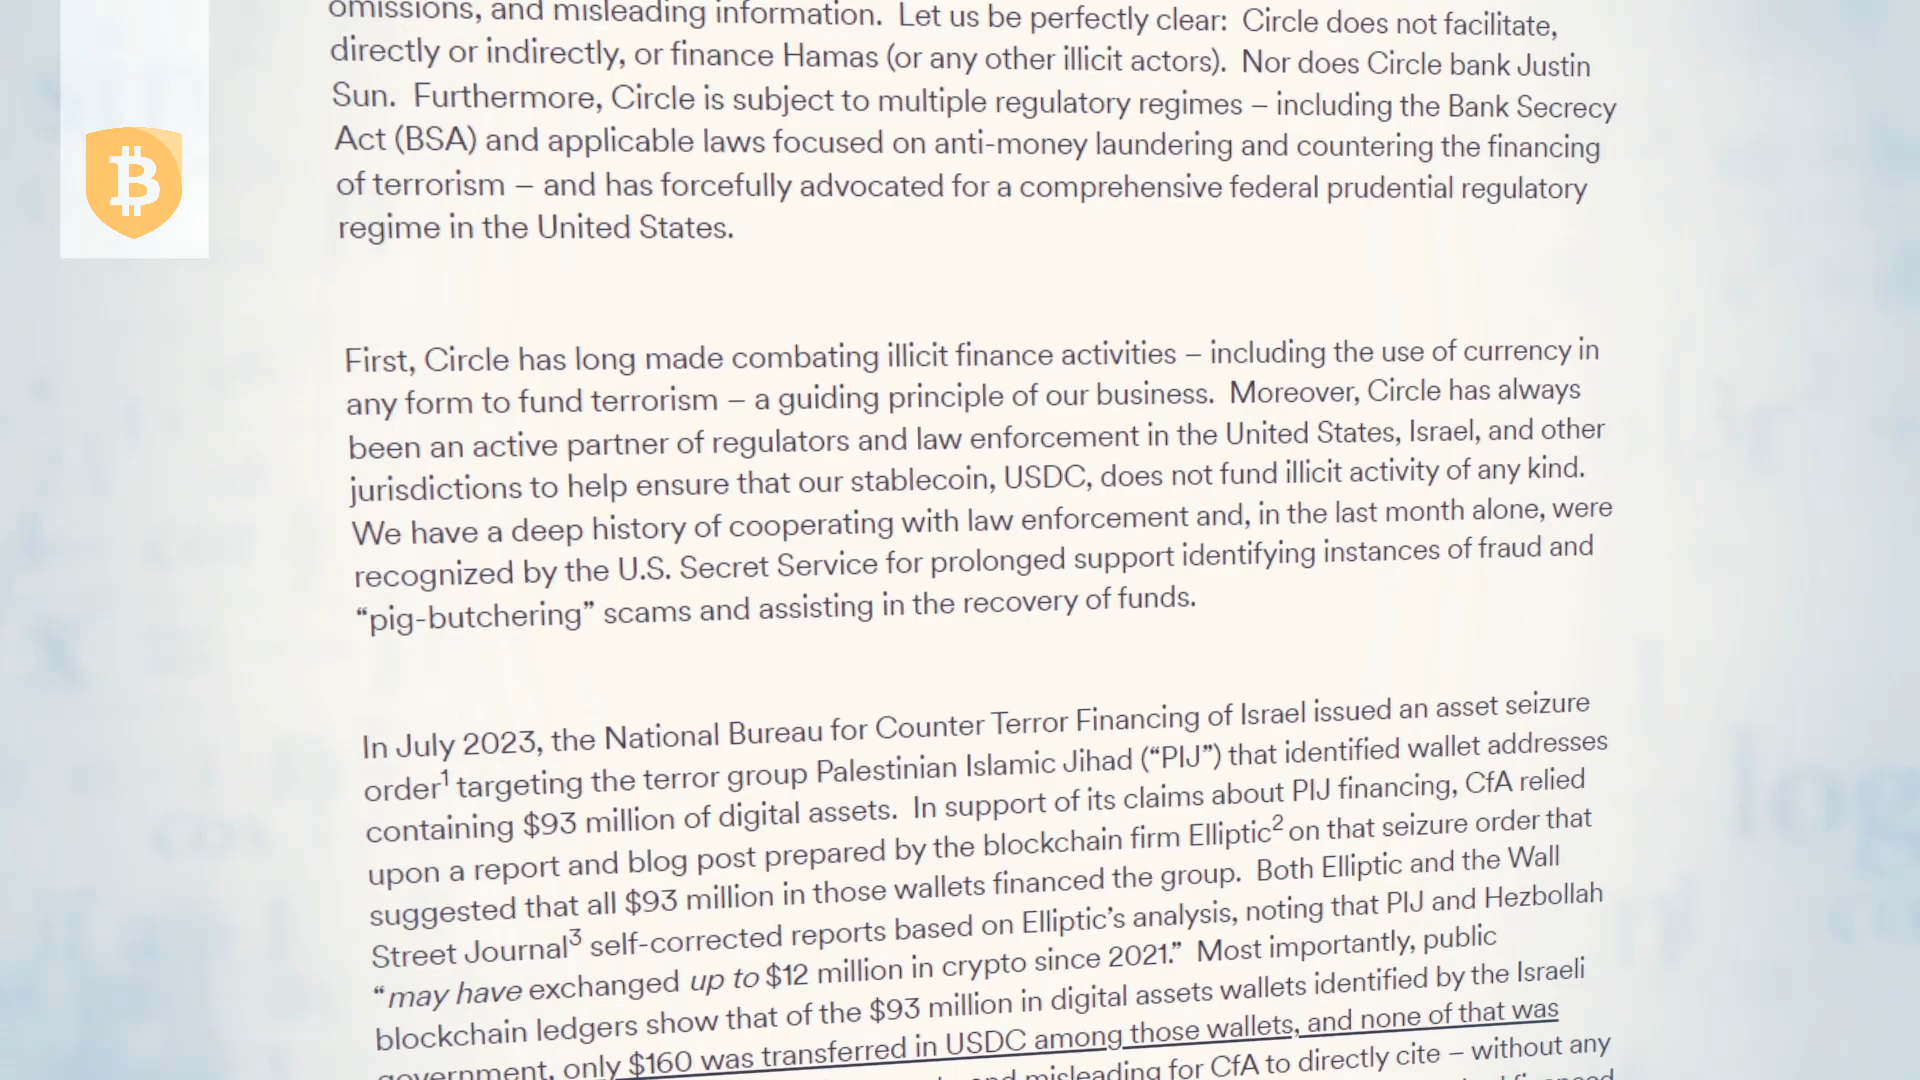 omissions, and misleading information. Let us be perfectly clear: Circle does not facilitate,
directly or indirectly, or finance Hamas (or any other illicit actors). Nor does Circle bank Justin
Sun. Furthermore, Circle is subject to multiple regulatory regimes – including the Bank Secrecy
Act (BSA) and applicable laws focused on anti-money laundering and countering the financing
of terrorism – and has forcefully advocated for a comprehensive federal prudential regulatory
regime in the United States.
First, Circle has long made combating illicit finance activities – including the use of currency in
any form to fund terrorism – a guiding principle of our business. Moreover, Circle has always
been an active partner of regulators and law enforcement in the United States, Israel, and other
jurisdictions to help ensure that our stablecoin, USDC, does not fund illicit activity of any kind.
We have a deep history of cooperating with law enforcement and, in the last month alone, were
recognized by the U.S. Secret Service for prolonged support identifying instances of fraud and
“pig-butchering” scams and assisting in the recovery of funds.
In July 2023, the National Bureau for Counter Terror Financing of Israel issued an asset seizure
order1 targeting the terror group Palestinian Islamic Jihad (“PIJ”) that identified wallet addresses
containing $93 million of digital assets. In support of its claims about PIJ financing, CfA relied
upon a report and blog post prepared by the blockchain firm Elliptic2 on that seizure order that
suggested that all $93 million in those wallets financed the group. Both Elliptic and the Wall
Street Journal3 self-corrected reports based on Elliptic’s analysis, noting that PIJ and Hezbollah
“may have exchanged up to $12 million in crypto since 2021.” Most importantly, public
blockchain ledgers show that of the $93 million in digital assets wallets identified by the Israeli
government, only $160 was transferred in USDC among those wallets, and none of that was
misleading for CfA to directly cite – without any